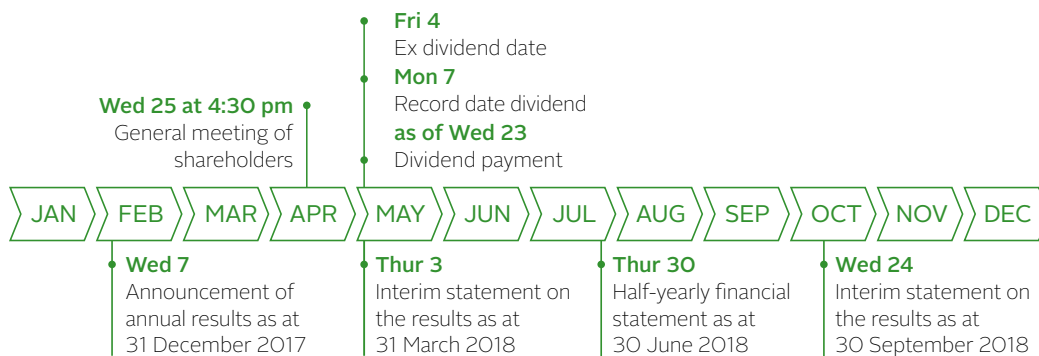 Fri 4
Ex dividend date
Mon 7
Record date dividend
as of Wed 23
Dividend payment
Wed 25 at 4:30 pm
General meeting of
shareholders
JAN
FEB
MAR
APR
MAY
JUN
JUL
AUG
SEP
OCT
NOV
DEC
Wed 7
Announcement of
annual results as at
31 December 2017
Thur 3
Interim statement on
the results as at
31 March 2018
Thur 30
Half-yearly financial
statement as at
30 June 2018
Wed 24
Interim statement on
the results as at
30 September 2018